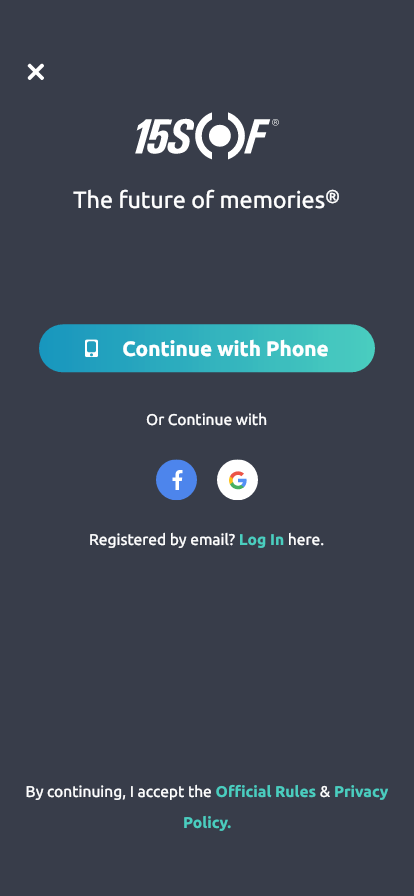 15SOF®
The future of memories®
Continue with Phone
Or Continue with
Registered by email? Log In here.
By continuing, I accept the Official Rules & Privacy
Policy.